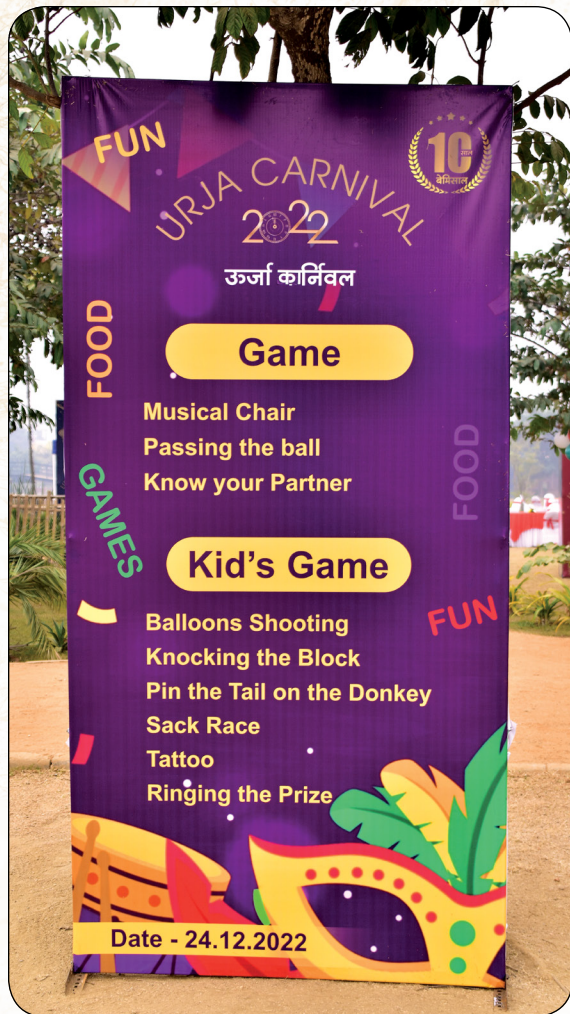 FUN
10 साल
बेमिसाल
URJA CARNIVAL
2022
ऊर्जा कार्निवल
FOOD
Game
Musical Chair
Passing the ball
Know your Partner
FOOD
GAMES
Kid's Game
Balloons Shooting
FUN
Knocking the Block
Pin the Tail on the Donkey
Sack Race
Tattoo
Ringing the Prize
Date - 24.12.2022